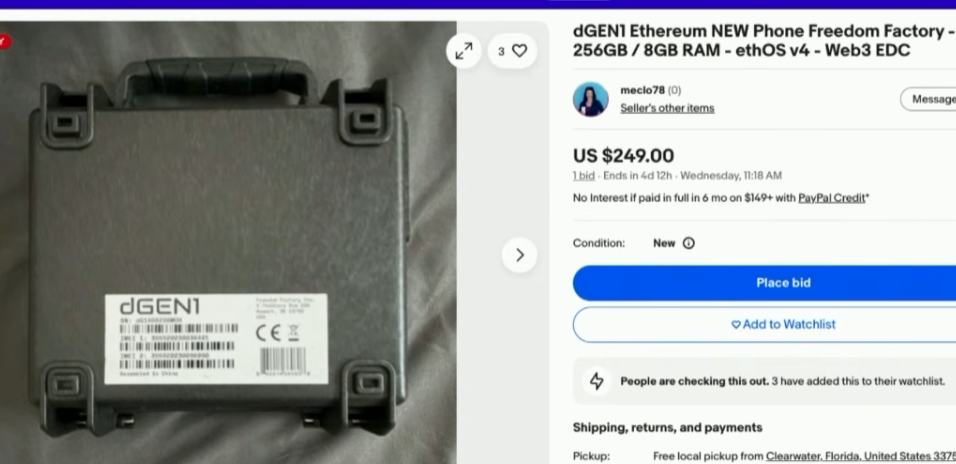 3
dGEN1
Assembled in China
dGEN1 Ethereum NEW Phone Freedom Factory -
256GB / 8GB RAM - ethOS v4 - Web3 EDC
meclo78 (0)
Seller's other items
Message
US $249.00
1 bid · Ends in 4d 12h · Wednesday, 11:18 AM
No Interest if paid in full in 6 mo on $149+ with PayPal Credit*
Condition: New
Place bid
Add to Watchlist
People are checking this out. 3 have added this to their watchlist.
Shipping, returns, and payments
Pickup: Free local pickup from Clearwater, Florida, United States 3375